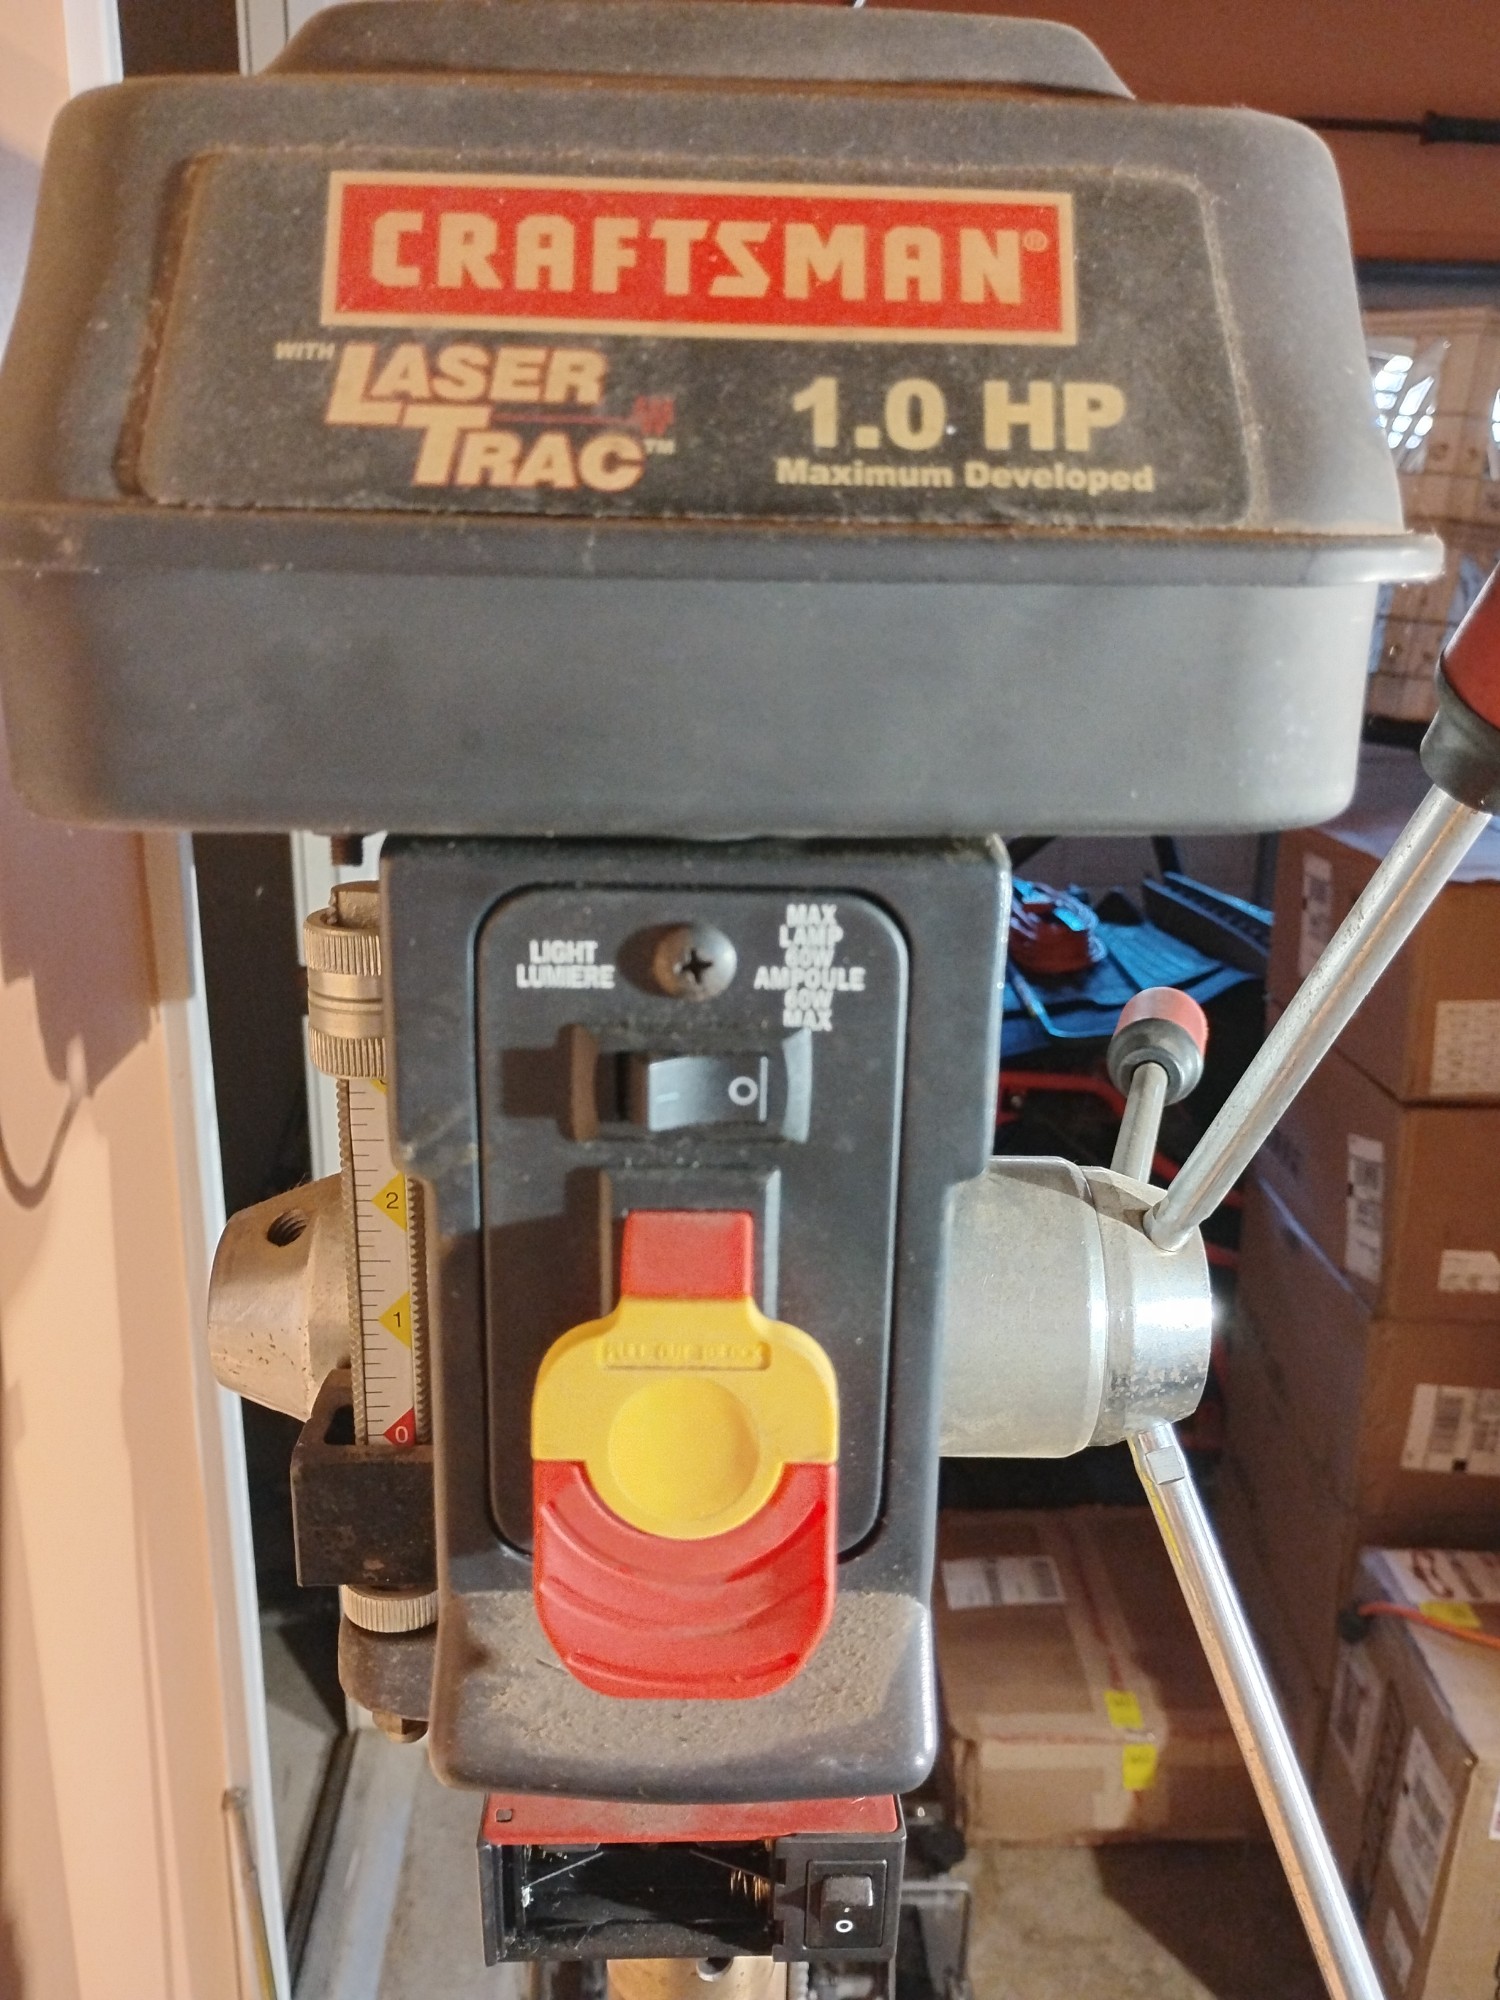 CRAFTSMAN®
WITH LASER
TRAC™
1.0 HP
Maximum Developed
LIGHT
LUMIERE
MAX
LAMP
60W
AMPOULE
60W
MAX
2
1
0